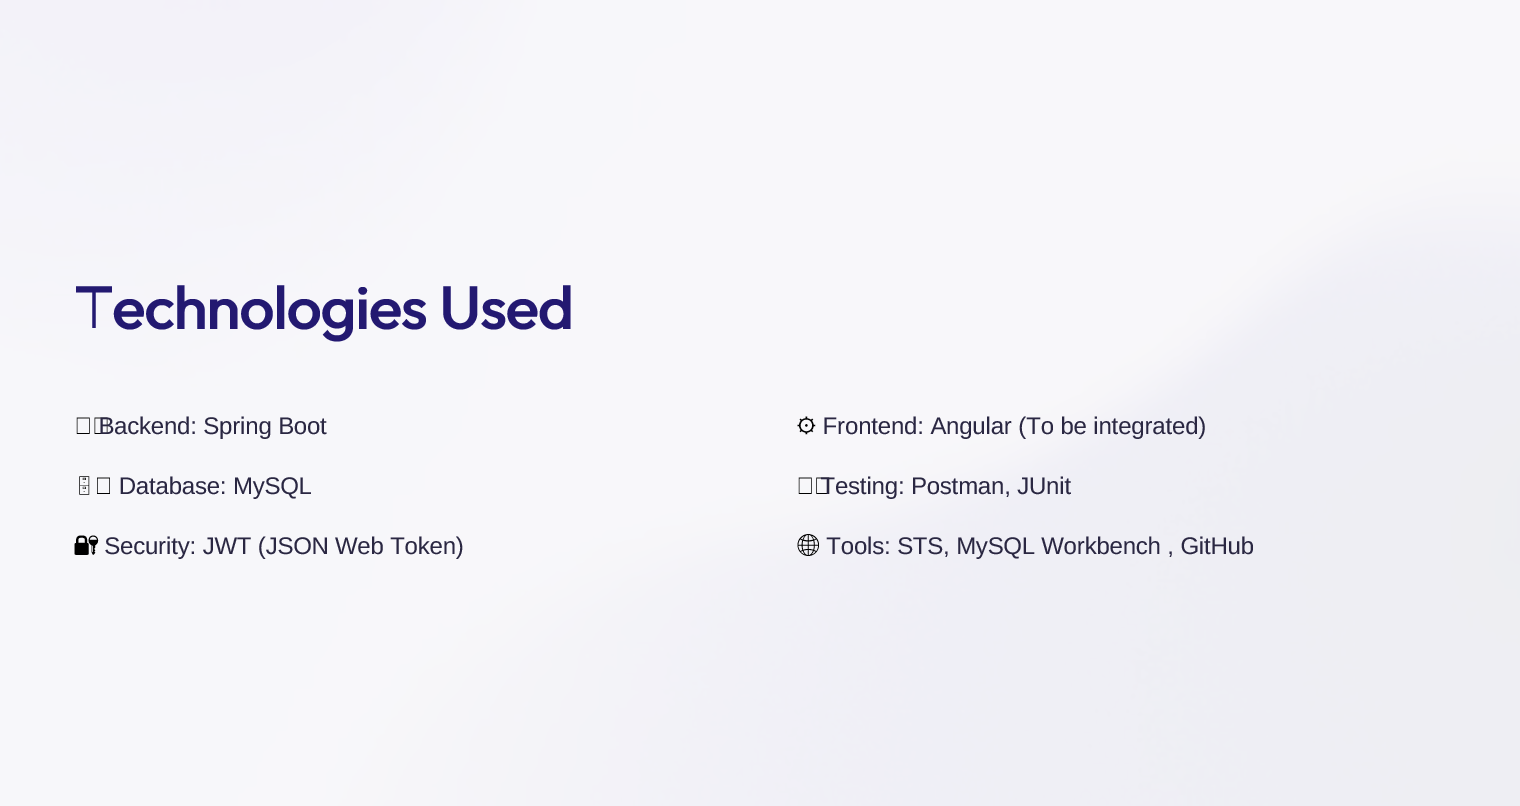 Technologies Used
Backend: Spring Boot
Database: MySQL
Security: JWT (JSON Web Token)
Frontend: Angular (To be integrated)
Testing: Postman, JUnit
Tools: STS, MySQL Workbench , GitHub